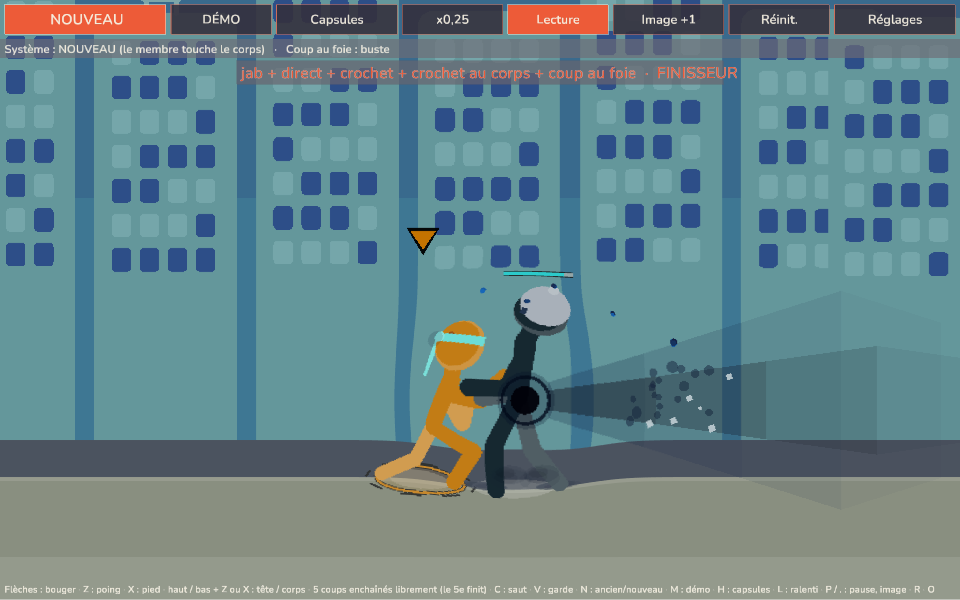 NOUVEAU DÉMO Capsules x0,25 Lecture Image +1 Réinit. Réglages
Système : NOUVEAU (le membre touche le corps) · Coup au foie : buste
jab + direct + crochet + crochet au corps + coup au foie · FINISSEUR
Flèches : bouger Z : poing X : pied haut / bas + Z ou X : tête / corps 5 coups enchaînés librement (le 5e finit) C : saut V : garde N : ancien/nouveau M : démo H : capsules L : ralenti P / . : pause, image R O